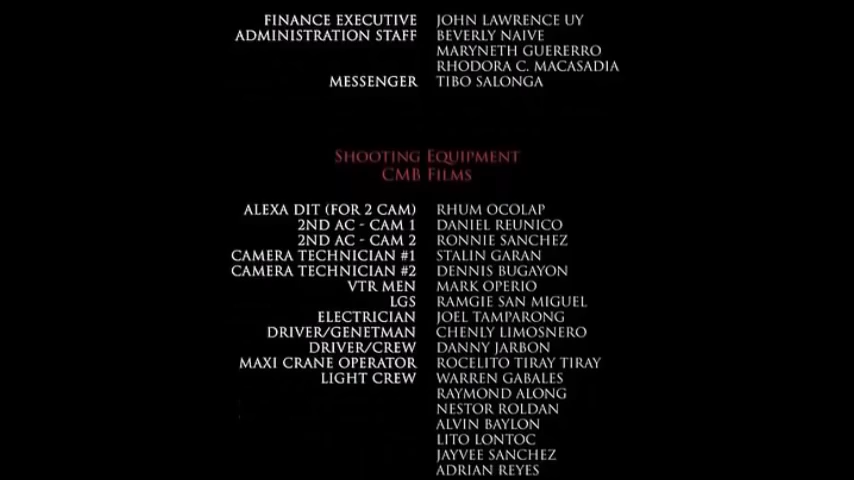 FINANCE EXECUTIVE JOHN LAWRENCE UY
ADMINISTRATION STAFF BEVERLY NAIVE
MARYNETH GUERERRO
RHODORA C. MACASADIA
MESSENGER TIBO SALONGA
SHOOTING EQUIPMENT
CMB FILMS
ALEXA DIT (FOR 2 CAM) RHUM OCOLAP
2ND AC - CAM 1 DANIEL REUNICO
2ND AC - CAM 2 RONNIE SANCHEZ
CAMERA TECHNICIAN #1 STALIN GARAN
CAMERA TECHNICIAN #2 DENNIS BUGAYON
VTR MEN MARK OPERIO
LGS RAMGIE SAN MIGUEL
ELECTRICIAN JOEL TAMPARONG
DRIVER/GENETMAN CHENLY LIMOSNERO
DRIVER/CREW DANNY JARBON
MAXI CRANE OPERATOR ROCELITO TIRAY TIRAY
LIGHT CREW WARREN GABALES
RAYMOND ALONG
NESTOR ROLDAN
ALVIN BAYLON
LITO LONTOC
JAYVEE SANCHEZ
ADRIAN REYES